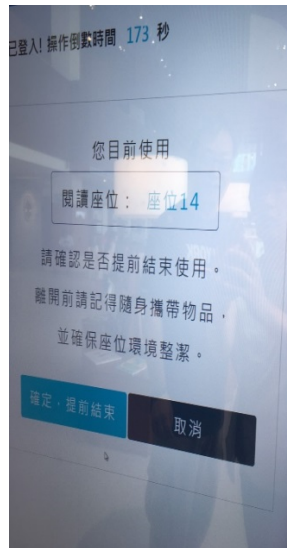 已登入! 操作倒數時間 173 秒
您目前使用
閱讀座位： 座位14
請確認是否提前結束使用。
離開前請記得隨身攜帶物品，
並確保座位環境整潔。
確定，提前結束
取消